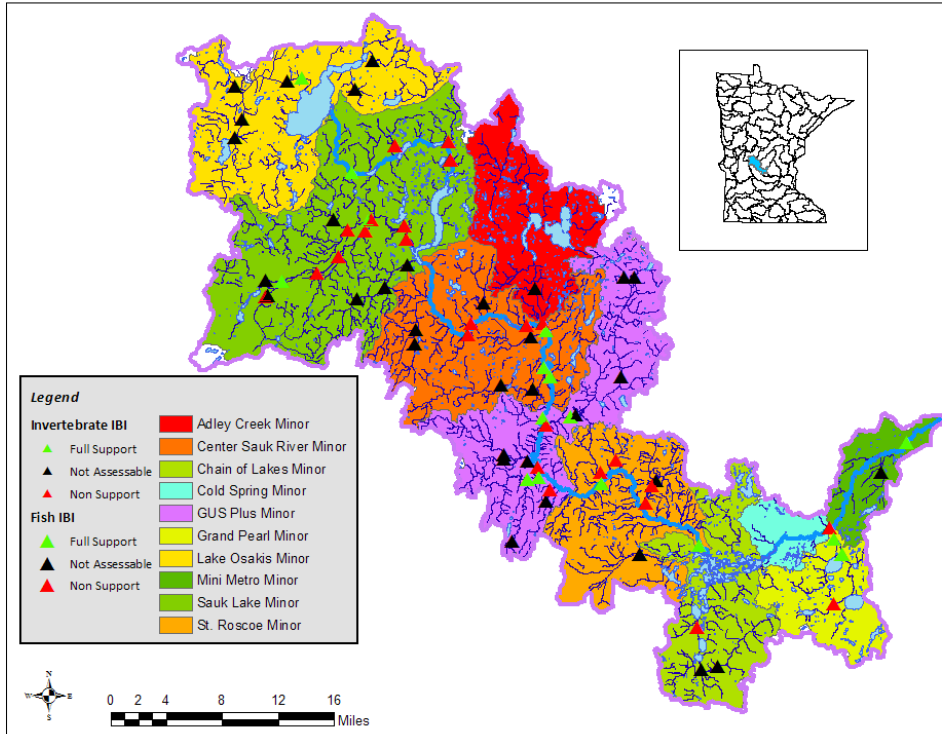 Legend
Invertebrate IBI
Full Support
Not Assessable
Non Support
Fish IBI
Full Support
Not Assessable
Non Support
Adley Creek Minor
Center Sauk River Minor
Chain of Lakes Minor
Cold Spring Minor
GUS Plus Minor
Grand Pearl Minor
Lake Osakis Minor
Mini Metro Minor
Sauk Lake Minor
St. Roscoe Minor
N
W E
S
0 2 4 8 12 16
Miles